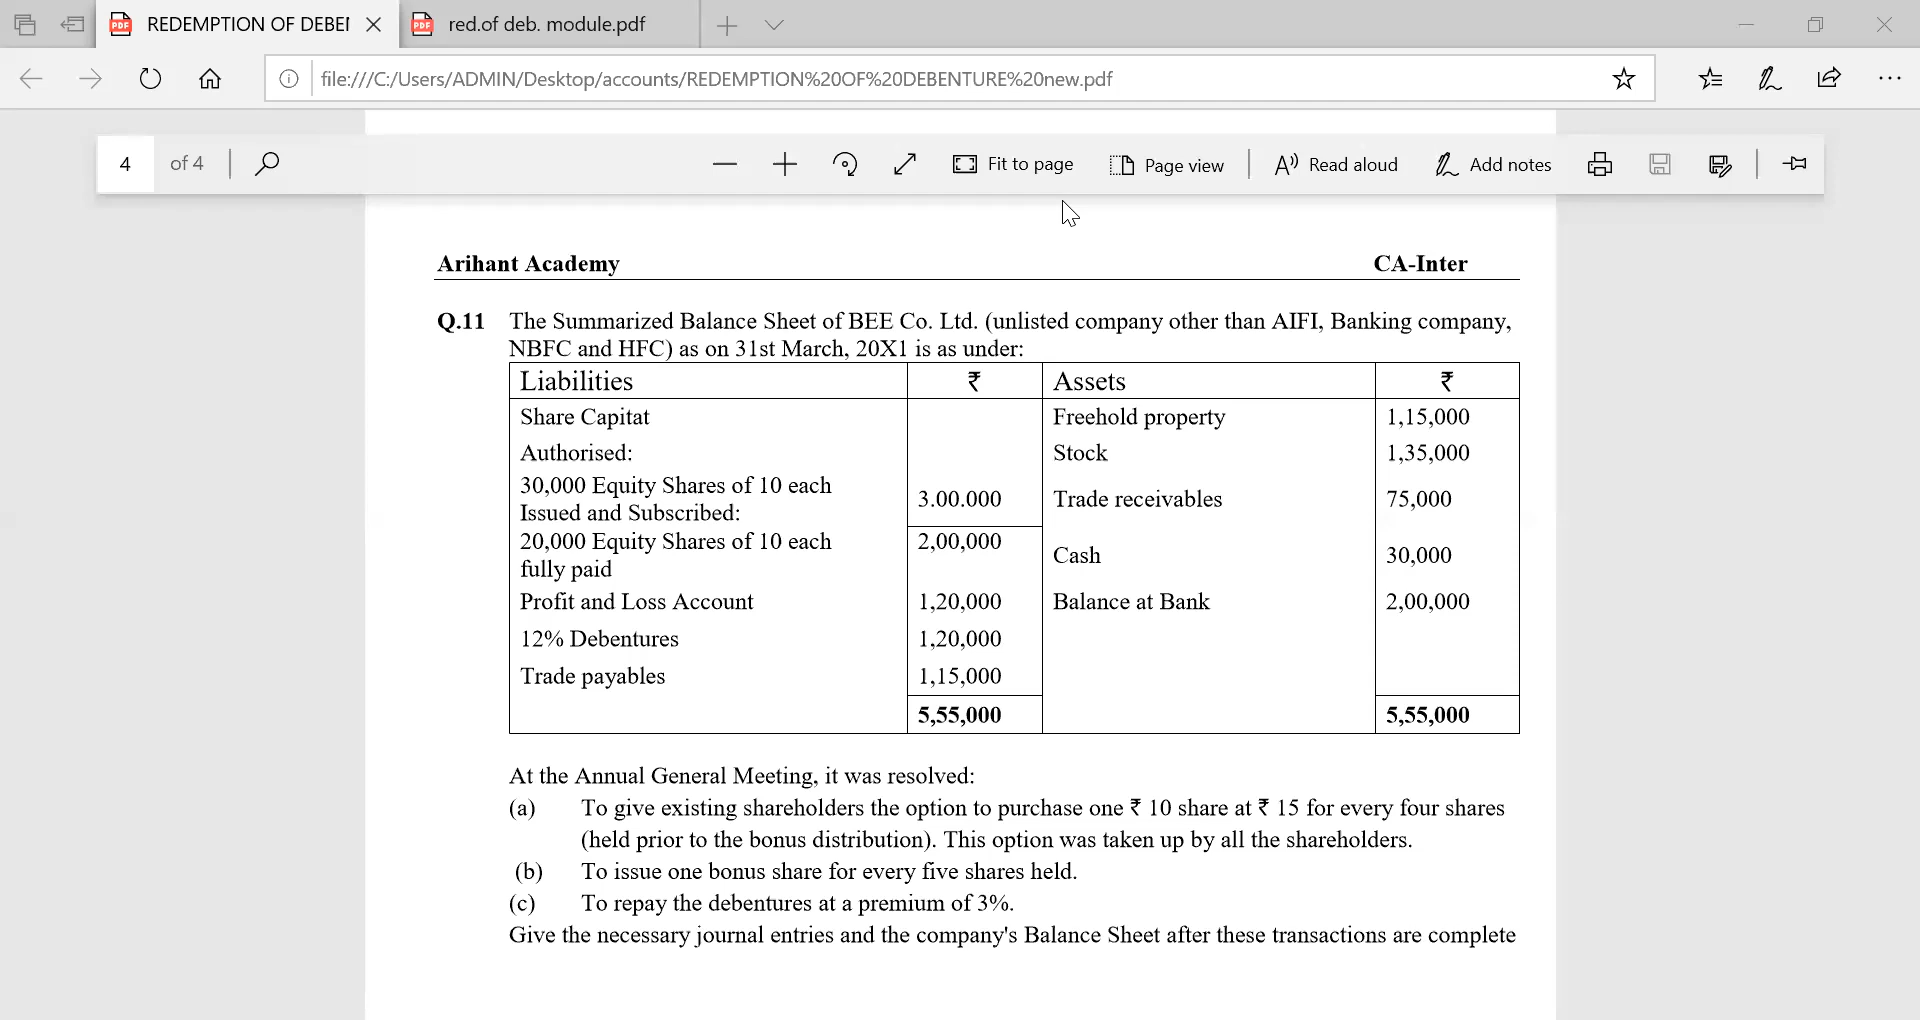 REDEMPTION OF DEBEI
red.of deb. module.pdf
file:///C:/Users/ADMIN/Desktop/accounts/REDEMPTION%20OF%20DEBENTURE%20new.pdf
4 of 4 Fit to page Page view Read aloud Add notes
Arihant Academy CA-Inter
Q.11 The Summarized Balance Sheet of BEE Co. Ltd. (unlisted company other than AIFI, Banking company,
NBFC and HFC) as on 31st March, 20X1 is as under:
Liabilities ₹ Assets ₹
Share Capitat Freehold property 1,15,000
Authorised: Stock 1,35,000
30,000 Equity Shares of 10 each 3.00.000 Trade receivables 75,000
Issued and Subscribed:
20,000 Equity Shares of 10 each 2,00,000 Cash 30,000
fully paid
Profit and Loss Account 1,20,000 Balance at Bank 2,00,000
12% Debentures 1,20,000
Trade payables 1,15,000
5,55,000 5,55,000
At the Annual General Meeting, it was resolved:
(a) To give existing shareholders the option to purchase one ₹ 10 share at ₹ 15 for every four shares
(held prior to the bonus distribution). This option was taken up by all the shareholders.
(b) To issue one bonus share for every five shares held.
(c) To repay the debentures at a premium of 3%.
Give the necessary journal entries and the company's Balance Sheet after these transactions are complete